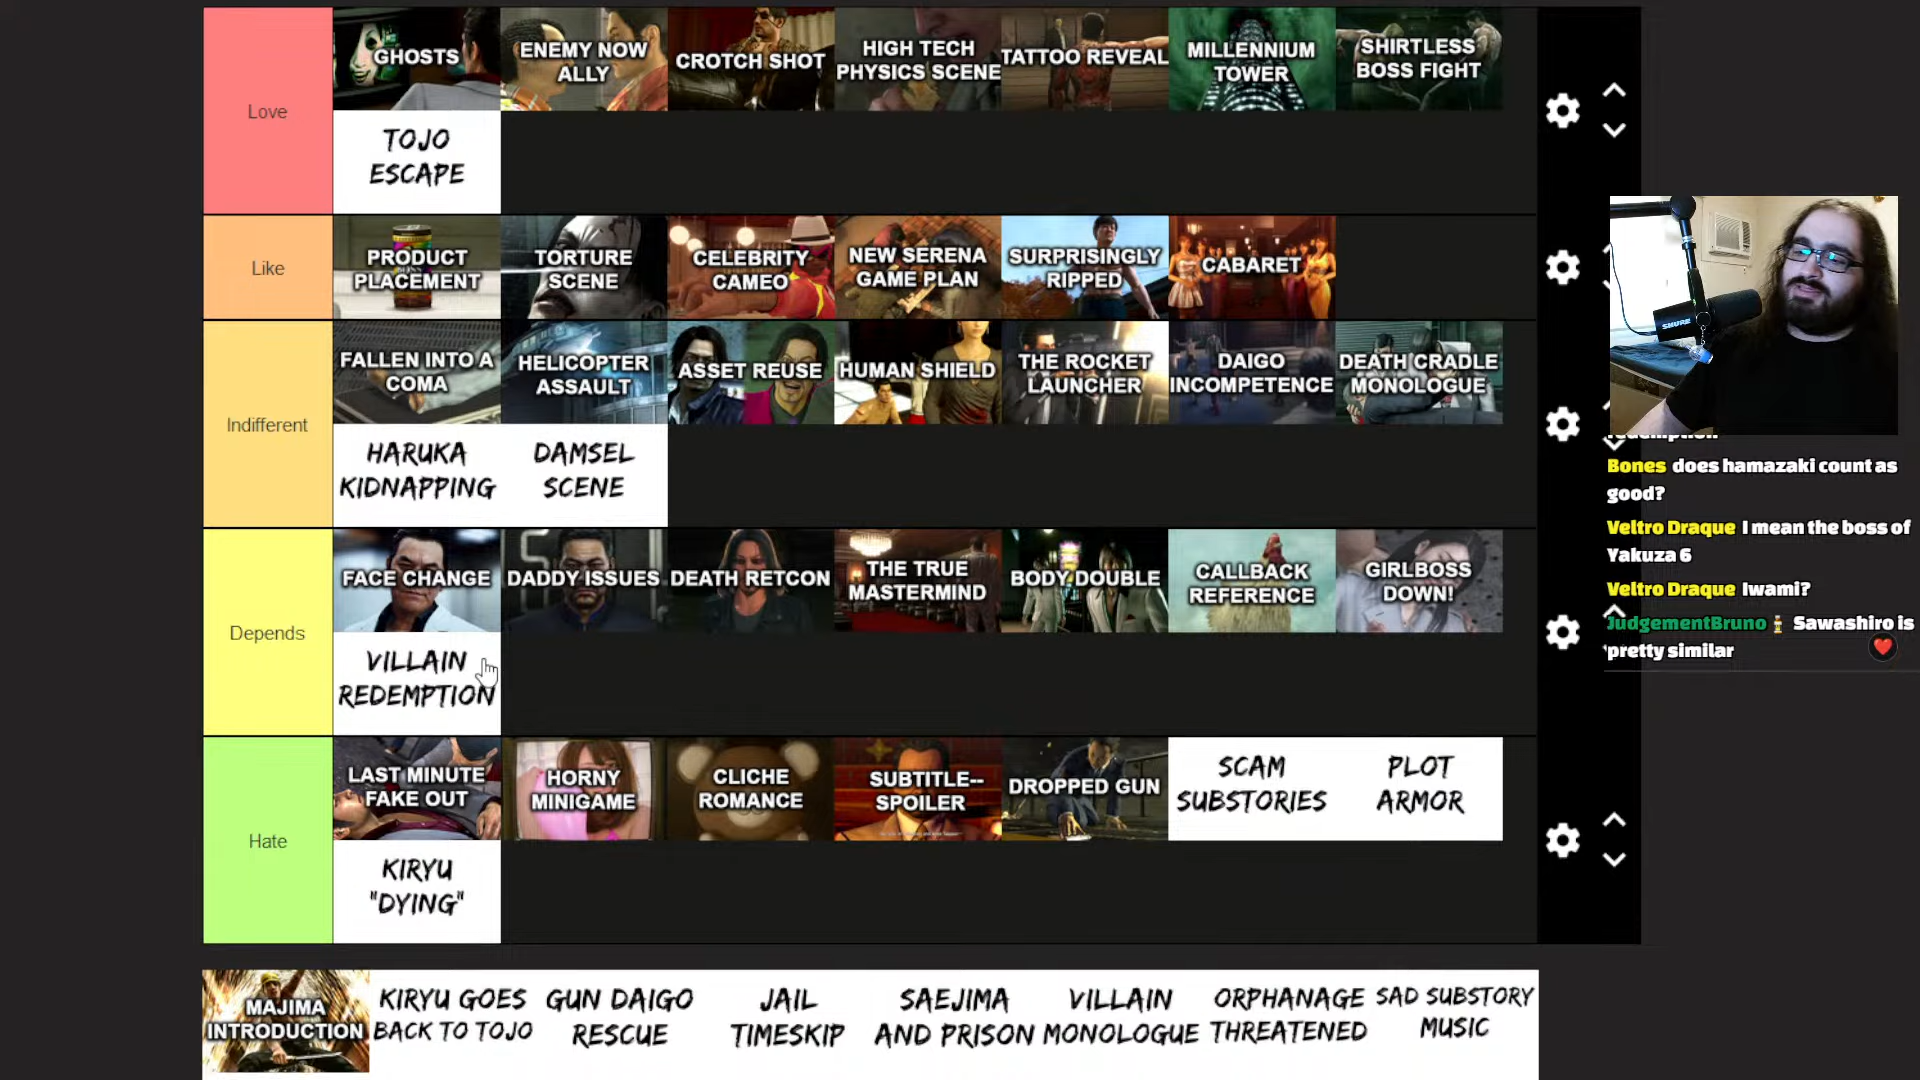 Love
GHOSTS
ENEMY NOW
ALLY
CROTCH SHOT
HIGH TECH
PHYSICS SCENE
TATTOO REVEAL
MILLENNIUM
TOWER
SHIRTLESS
BOSS FIGHT
TOJO
ESCAPE
Like
PRODUCT
PLACEMENT
TORTURE
SCENE
CELEBRITY
CAMEO
NEW SERENA
GAME PLAN
SURPRISINGLY
RIPPED
CABARET
Indifferent
FALLEN INTO A
COMA
HELICOPTER
ASSAULT
ASSET REUSE
HUMAN SHIELD
THE ROCKET
LAUNCHER
DAIGO
INCOMPETENCE
DEATH CRADLE
MONOLOGUE
HARUKA
KIDNAPPING
DAMSEL
SCENE
Depends
FACE CHANGE
DADDY ISSUES
DEATH RETCON
THE TRUE
MASTERMIND
BODY DOUBLE
CALLBACK
REFERENCE
GIRLBOSS
DOWN!
VILLAIN
REDEMPTION
Hate
LAST MINUTE
FAKE OUT
HORNY
MINIGAME
CLICHE
ROMANCE
SUBTITLE--
SPOILER
DROPPED GUN
SCAM
SUBSTORIES
PLOT
ARMOR
KIRYU
"DYING"
MAJIMA
INTRODUCTION
KIRYU GOES
BACK TO TOJO
GUN DAIGO
RESCUE
JAIL
TIMESKIP
SAEJIMA
AND PRISON
VILLAIN
MONOLOGUE
ORPHANAGE
THREATENED
SAD SUBSTORY
MUSIC
SHURE
redemption
Bones does hamazaki count as
good?
Veltro Draque I mean the boss of
Yakuza 6
Veltro Draque Iwami?
JudgementBruno Sawashiro is
pretty similar